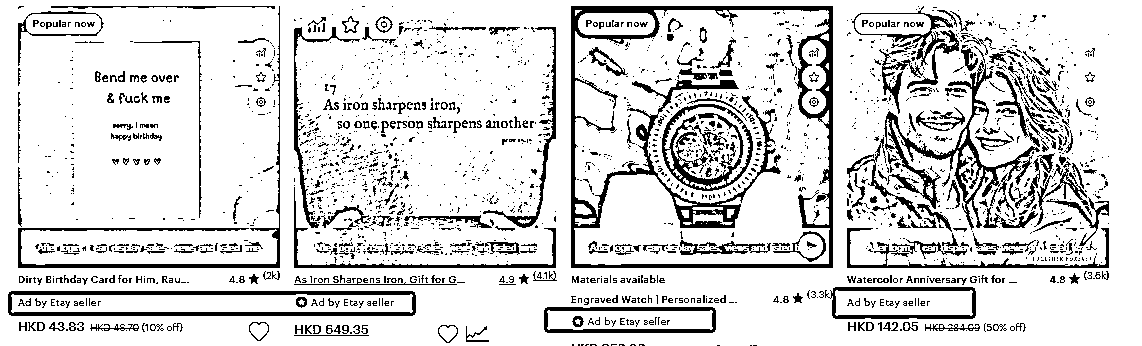 Popular now
Bend me over
& fuck me
sorry, I mean
happy birthday
Dirty Birthday Card for Him, Rau...
4.8 ★ (2k)
Ad by Etsy seller
HKD 43.83 HKD 48.70 (10% off)
17
As iron sharpens iron,
so one person sharpens another
As Iron Sharpens Iron, Gift for G...
4.9 ★ (4.1k)
Ad by Etsy seller
HKD 649.35
Popular now
Materials available
Engraved Watch | Personalized ...
4.8 ★ (3.3k)
Ad by Etsy seller
Popular now
Watercolor Anniversary Gift for ...
4.8 ★ (3.6k)
Ad by Etsy seller
HKD 142.05 HKD 284.09 (50% off)